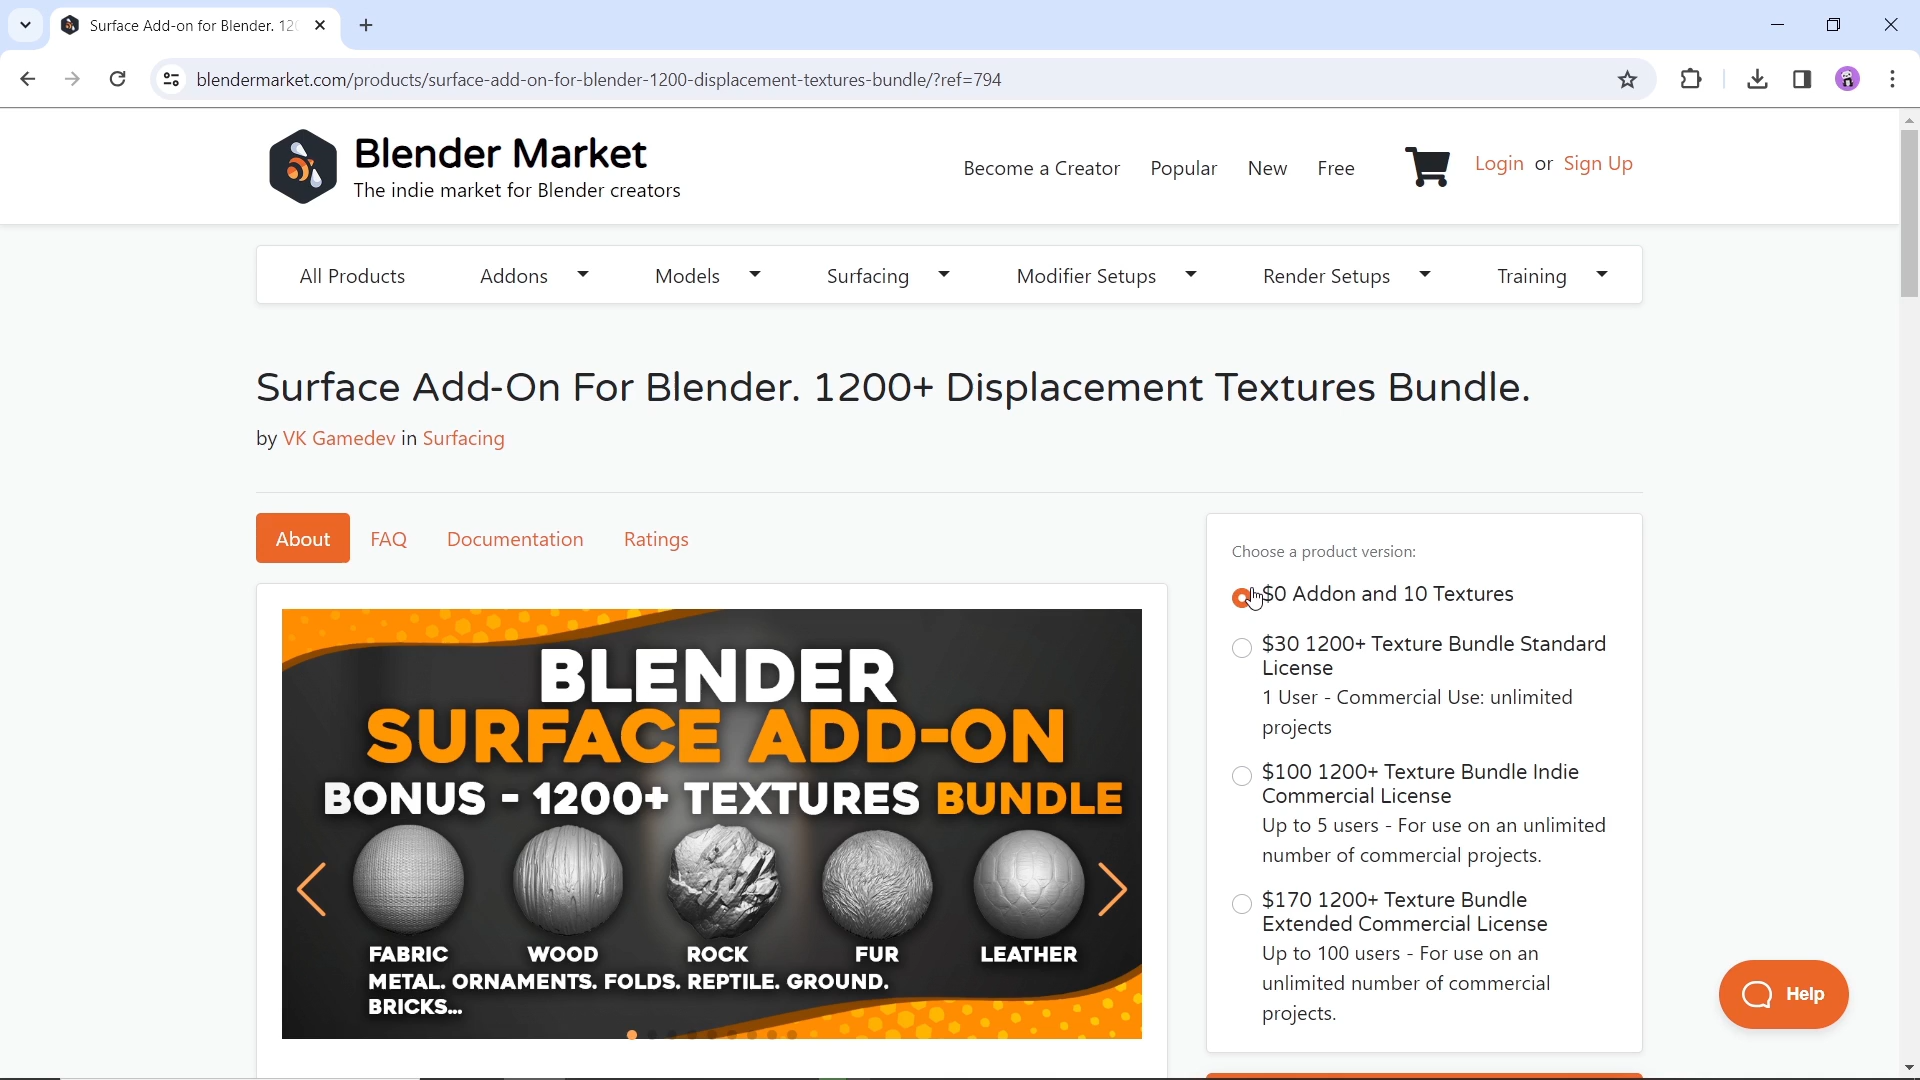 Surface Add-on for Blender. 120
blendermarket.com/products/surface-add-on-for-blender-1200-displacement-textures-bundle/?ref=794
Blender Market
The indie market for Blender creators
Become a Creator
Popular
New
Free
Login or Sign Up
All Products
Addons
Models
Surfacing
Modifier Setups
Render Setups
Training
Surface Add-On For Blender. 1200+ Displacement Textures Bundle.
by VK Gamedev in Surfacing
About
FAQ
Documentation
Ratings
BLENDER
SURFACE ADD-ON
BONUS - 1200+ TEXTURES BUNDLE
FABRIC
WOOD
ROCK
FUR
LEATHER
METAL. ORNAMENTS. FOLDS. REPTILE. GROUND.
BRICKS...
Choose a product version:
$0 Addon and 10 Textures
$30 1200+ Texture Bundle Standard
License
1 User - Commercial Use: unlimited
projects
$100 1200+ Texture Bundle Indie
Commercial License
Up to 5 users - For use on an unlimited
number of commercial projects.
$170 1200+ Texture Bundle
Extended Commercial License
Up to 100 users - For use on an
unlimited number of commercial
projects.
Help